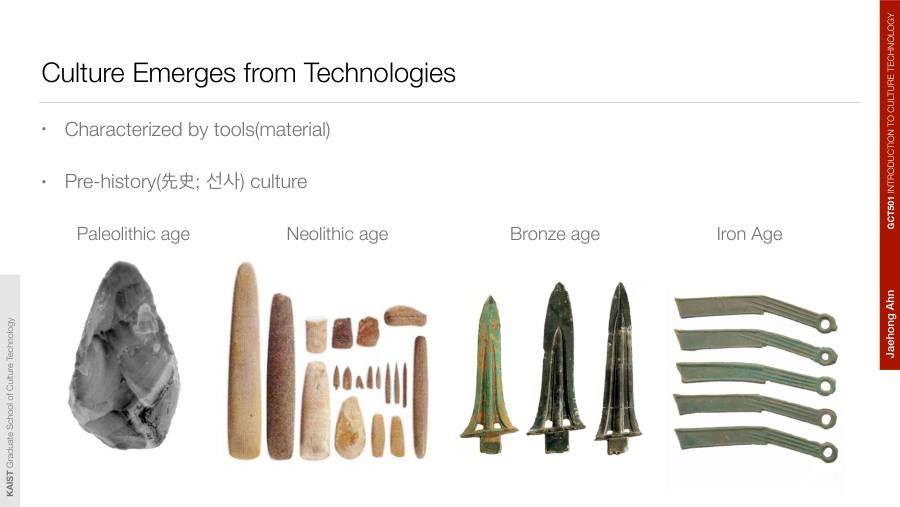 Culture Emerges from Technologies
• Characterized by tools(material)
• Pre-history(先史; 선사) culture
Paleolithic age
Neolithic age
Bronze age
Iron Age
KAIST Graduate School of Culture Technology
GCT501 INTRODUCTION TO CULTURE TECHNOLOGY
Jaehong Ahn